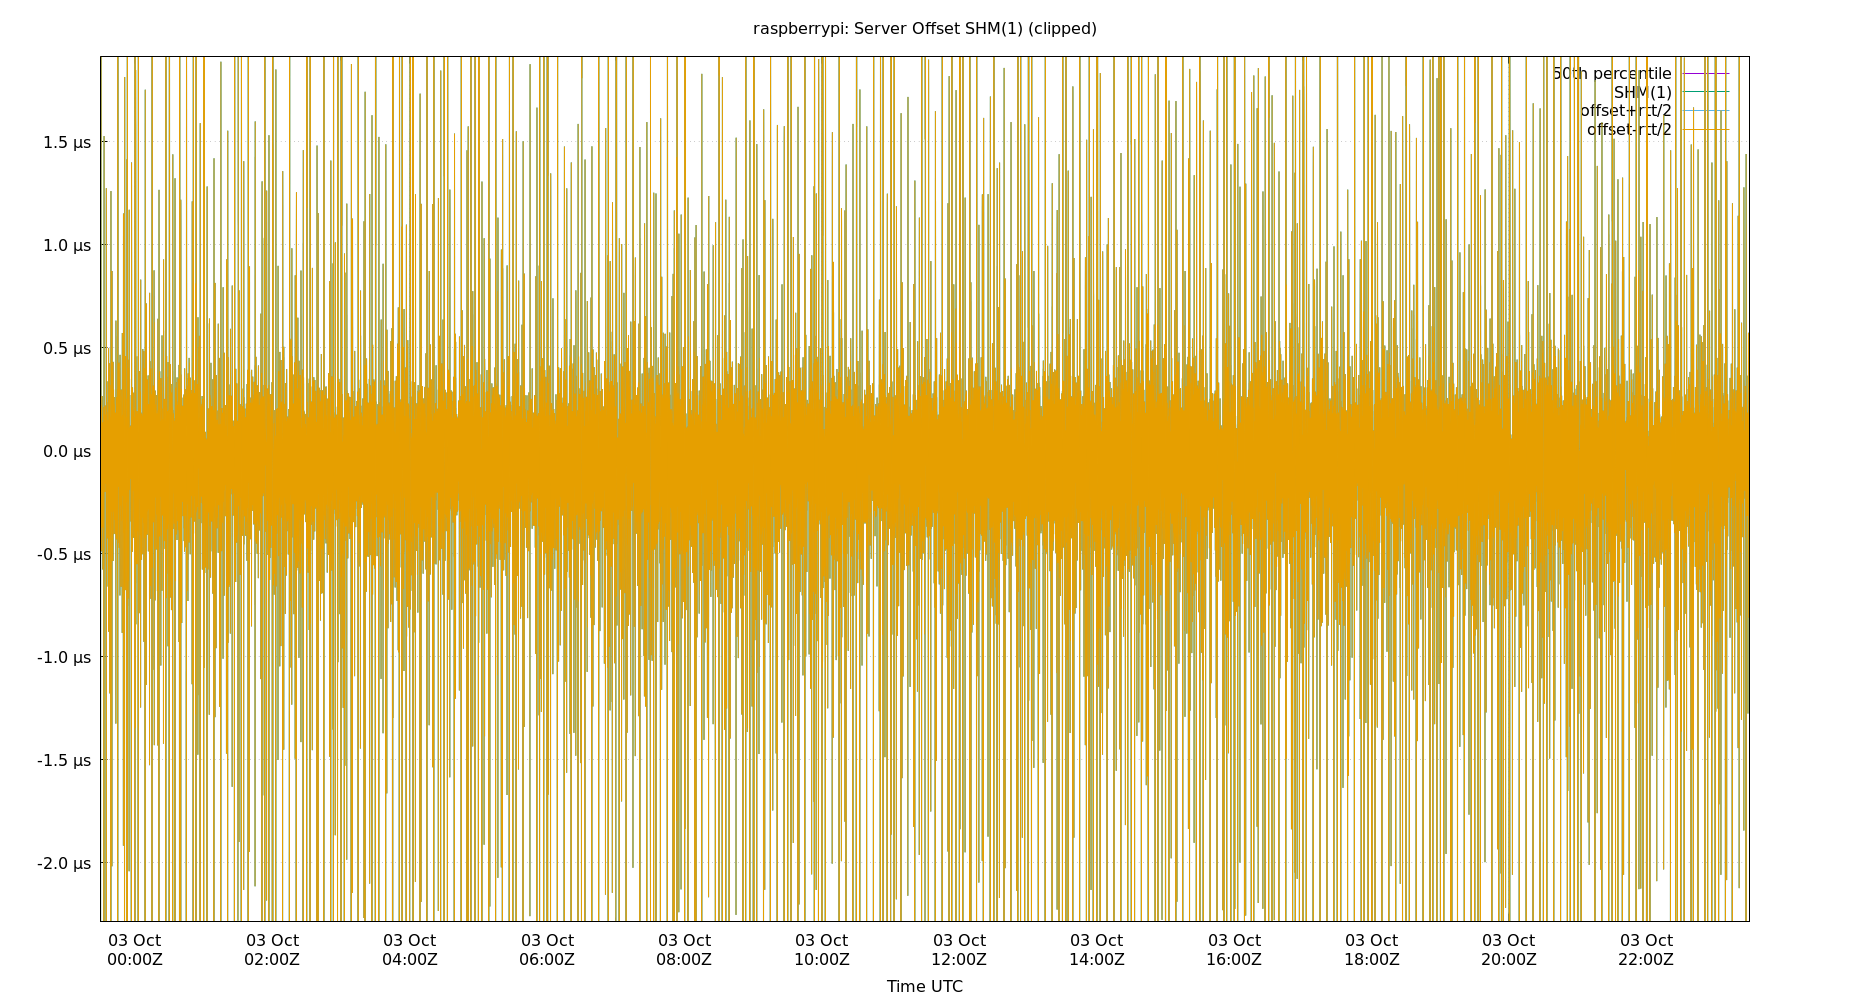 raspberrypi: Server Offset SHM(1) (clipped)
50th percentile
SHM(1)
offset+rtt/2
offset-rtt/2
1.5 µs
1.0 µs
0.5 µs
0.0 µs
-0.5 µs
-1.0 µs
-1.5 µs
-2.0 µs
03 Oct 03 Oct 03 Oct 03 Oct 03 Oct 03 Oct 03 Oct 03 Oct 03 Oct 03 Oct 03 Oct 03 Oct
00:00Z 02:00Z 04:00Z 06:00Z 08:00Z 10:00Z 12:00Z 14:00Z 16:00Z 18:00Z 20:00Z 22:00Z
Time UTC